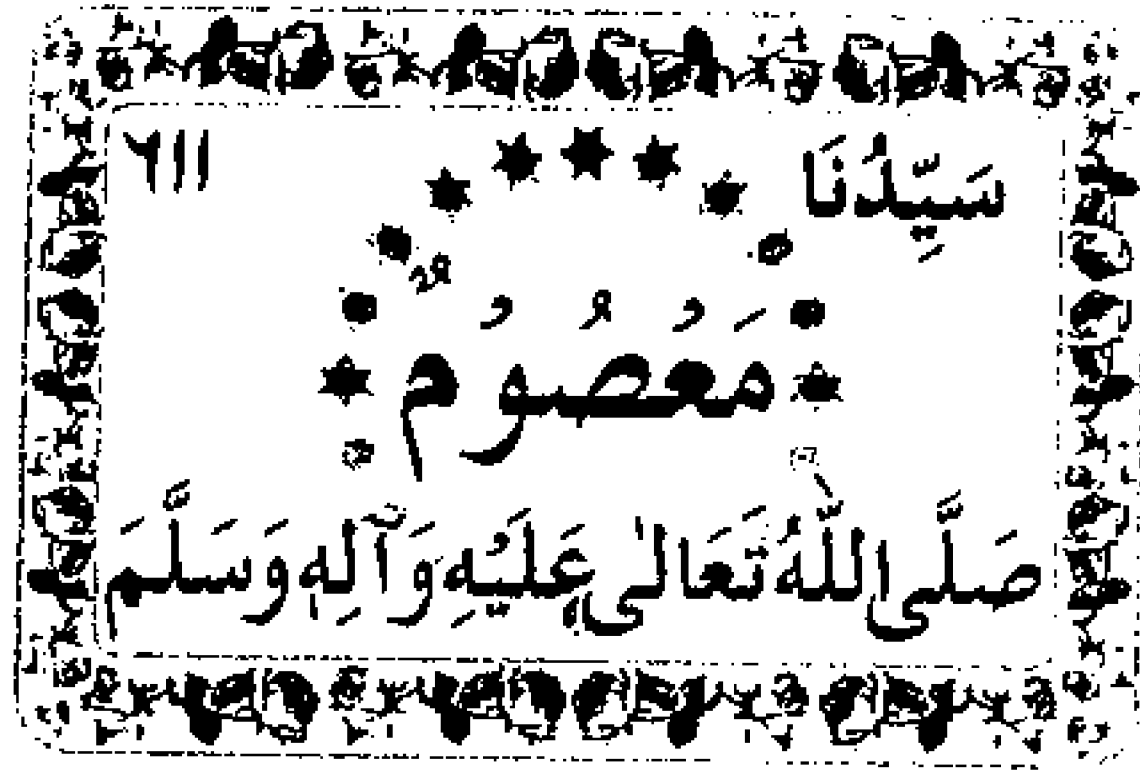 سَيِّدُنَا ٦١١
مَعْصُوْمٌ
صَلَّى اللّٰهُ تَعَالٰى عَلَيْهِ وَآلِهٖ وَسَلَّمَ